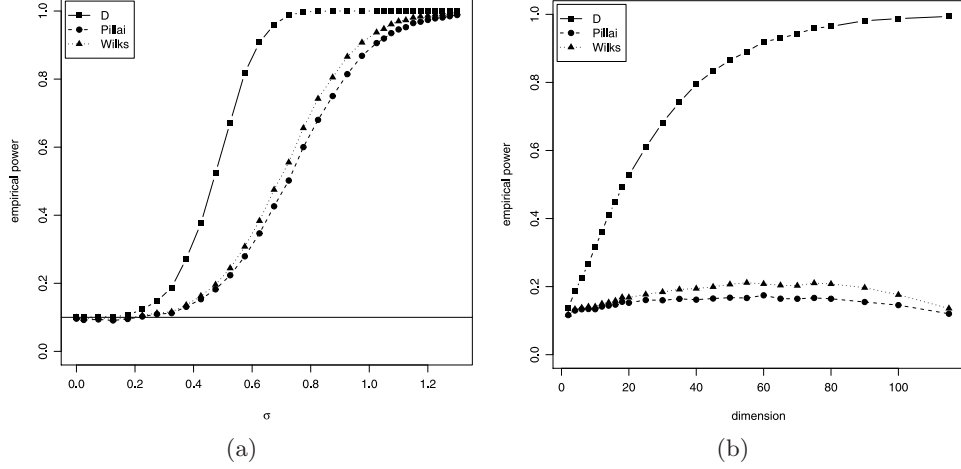 D
Pillai
Wilks
empirical power
0.0
0.2
0.4
0.6
0.8
1.0
0.0 0.2 0.4 0.6 0.8 1.0 1.2
σ
(a)
D
Pillai
Wilks
empirical power
0.0
0.2
0.4
0.6
0.8
1.0
0 20 40 60 80 100
dimension
(b)